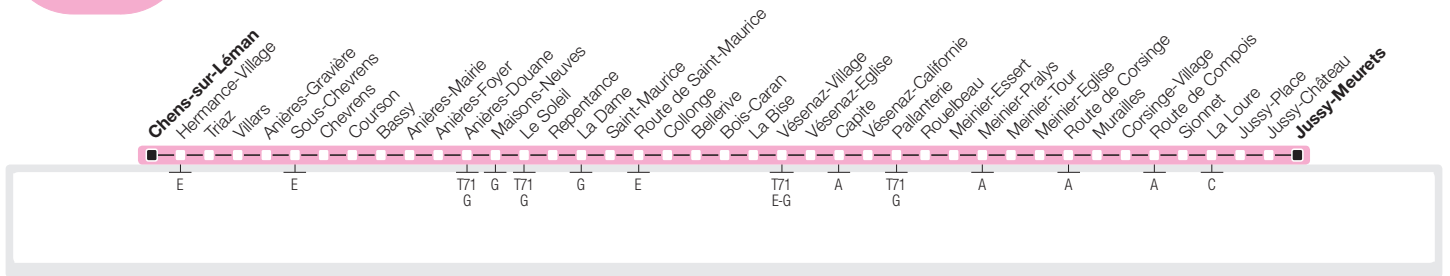 Chens-sur-Léman
Hermance-Village
Triaz
Villars
Anières-Gravière
Sous-Chevrens
Chevrens
Courson
Bassy
Anières-Mairie
Anières-Foyer
Anières-Douane
Maisons-Neuves
Le Soleil
Repentance
La Dame
Saint-Maurice
Route de Saint-Maurice
Collonge
Bellerive
Bois-Caran
La Bise
Vésenaz-Village
Vésenaz-Eglise
Capite
Vésenaz-Californie
Pallanterie
Rouelbeau
Meinier-Essert
Meinier-Pralys
Meinier-Tour
Meinier-Eglise
Route de Corsinge
Murailles
Corsinge-Village
Route de Compois
Sionnet
La Loure
Jussy-Place
Jussy-Château
Jussy-Meurets
E
E
T71
G
G
T71
G
G
E
T71
E-G
A
T71
G
A
A
A
C